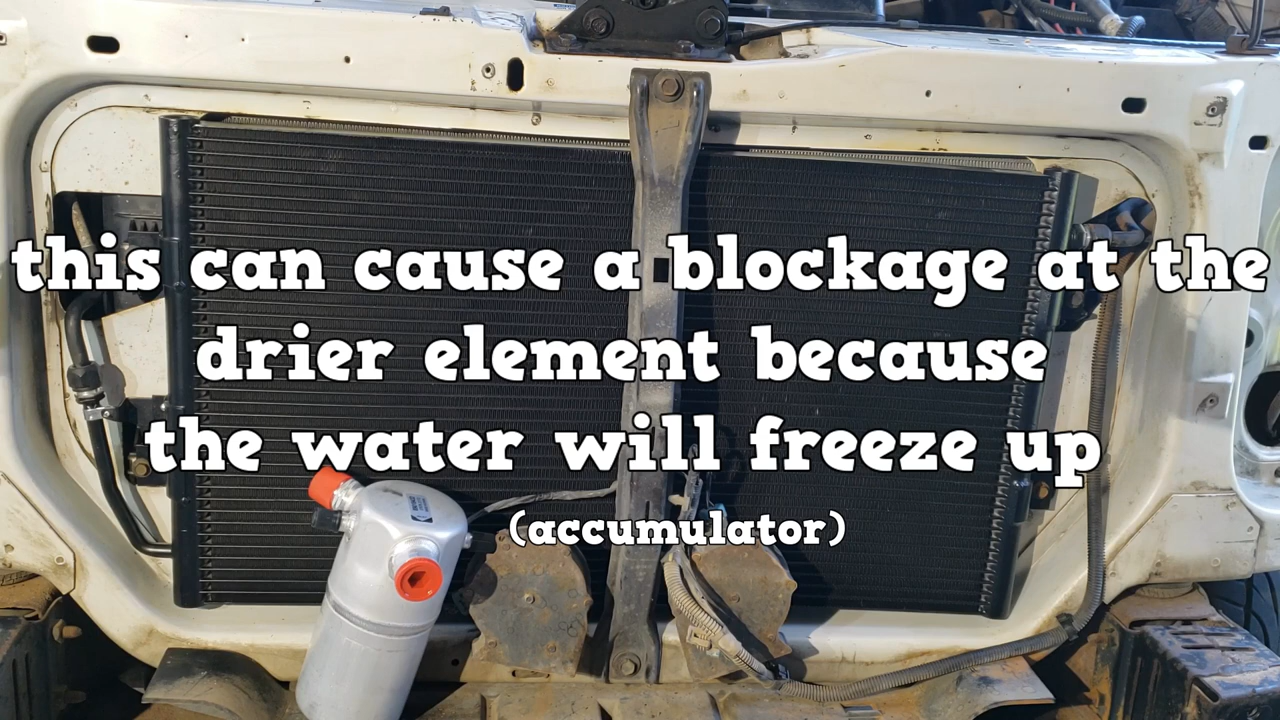 this can cause a blockage at the
drier element because
the water will freeze up
(accumulator)